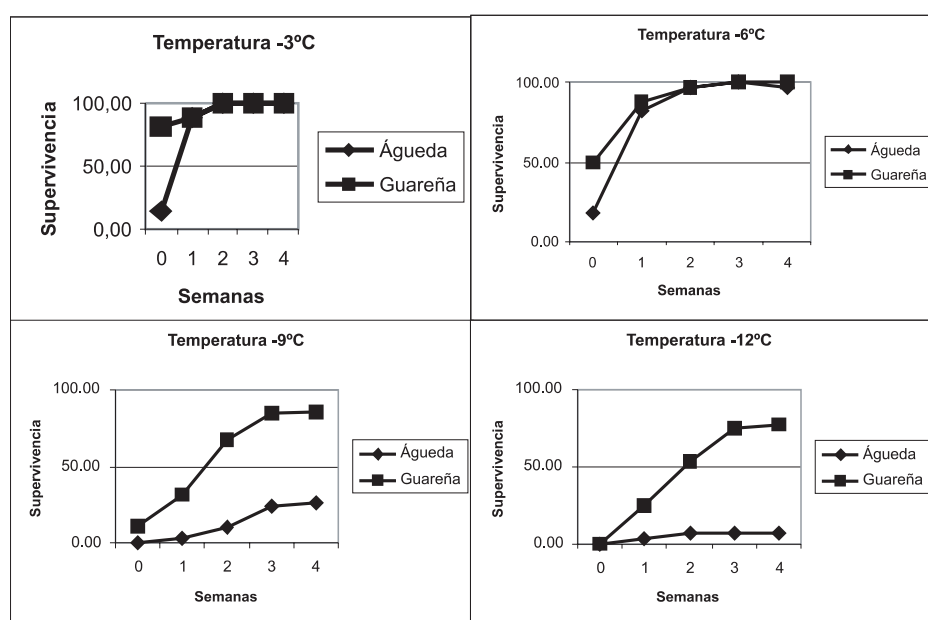 Temperatura -3ºC
Supervivencia
100,00
50,00
0,00
0 1 2 3 4
Semanas
Águeda
Guareña
Temperatura -6ºC
Supervivencia
100.00
50.00
0.00
0 1 2 3 4
Semanas
Águeda
Guareña
Temperatura -9ºC
Supervivencia
100.00
50.00
0.00
0 1 2 3 4
Semanas
Águeda
Guareña
Temperatura -12ºC
Supervivencia
100.00
50.00
0.00
0 1 2 3 4
Semanas
Águeda
Guareña